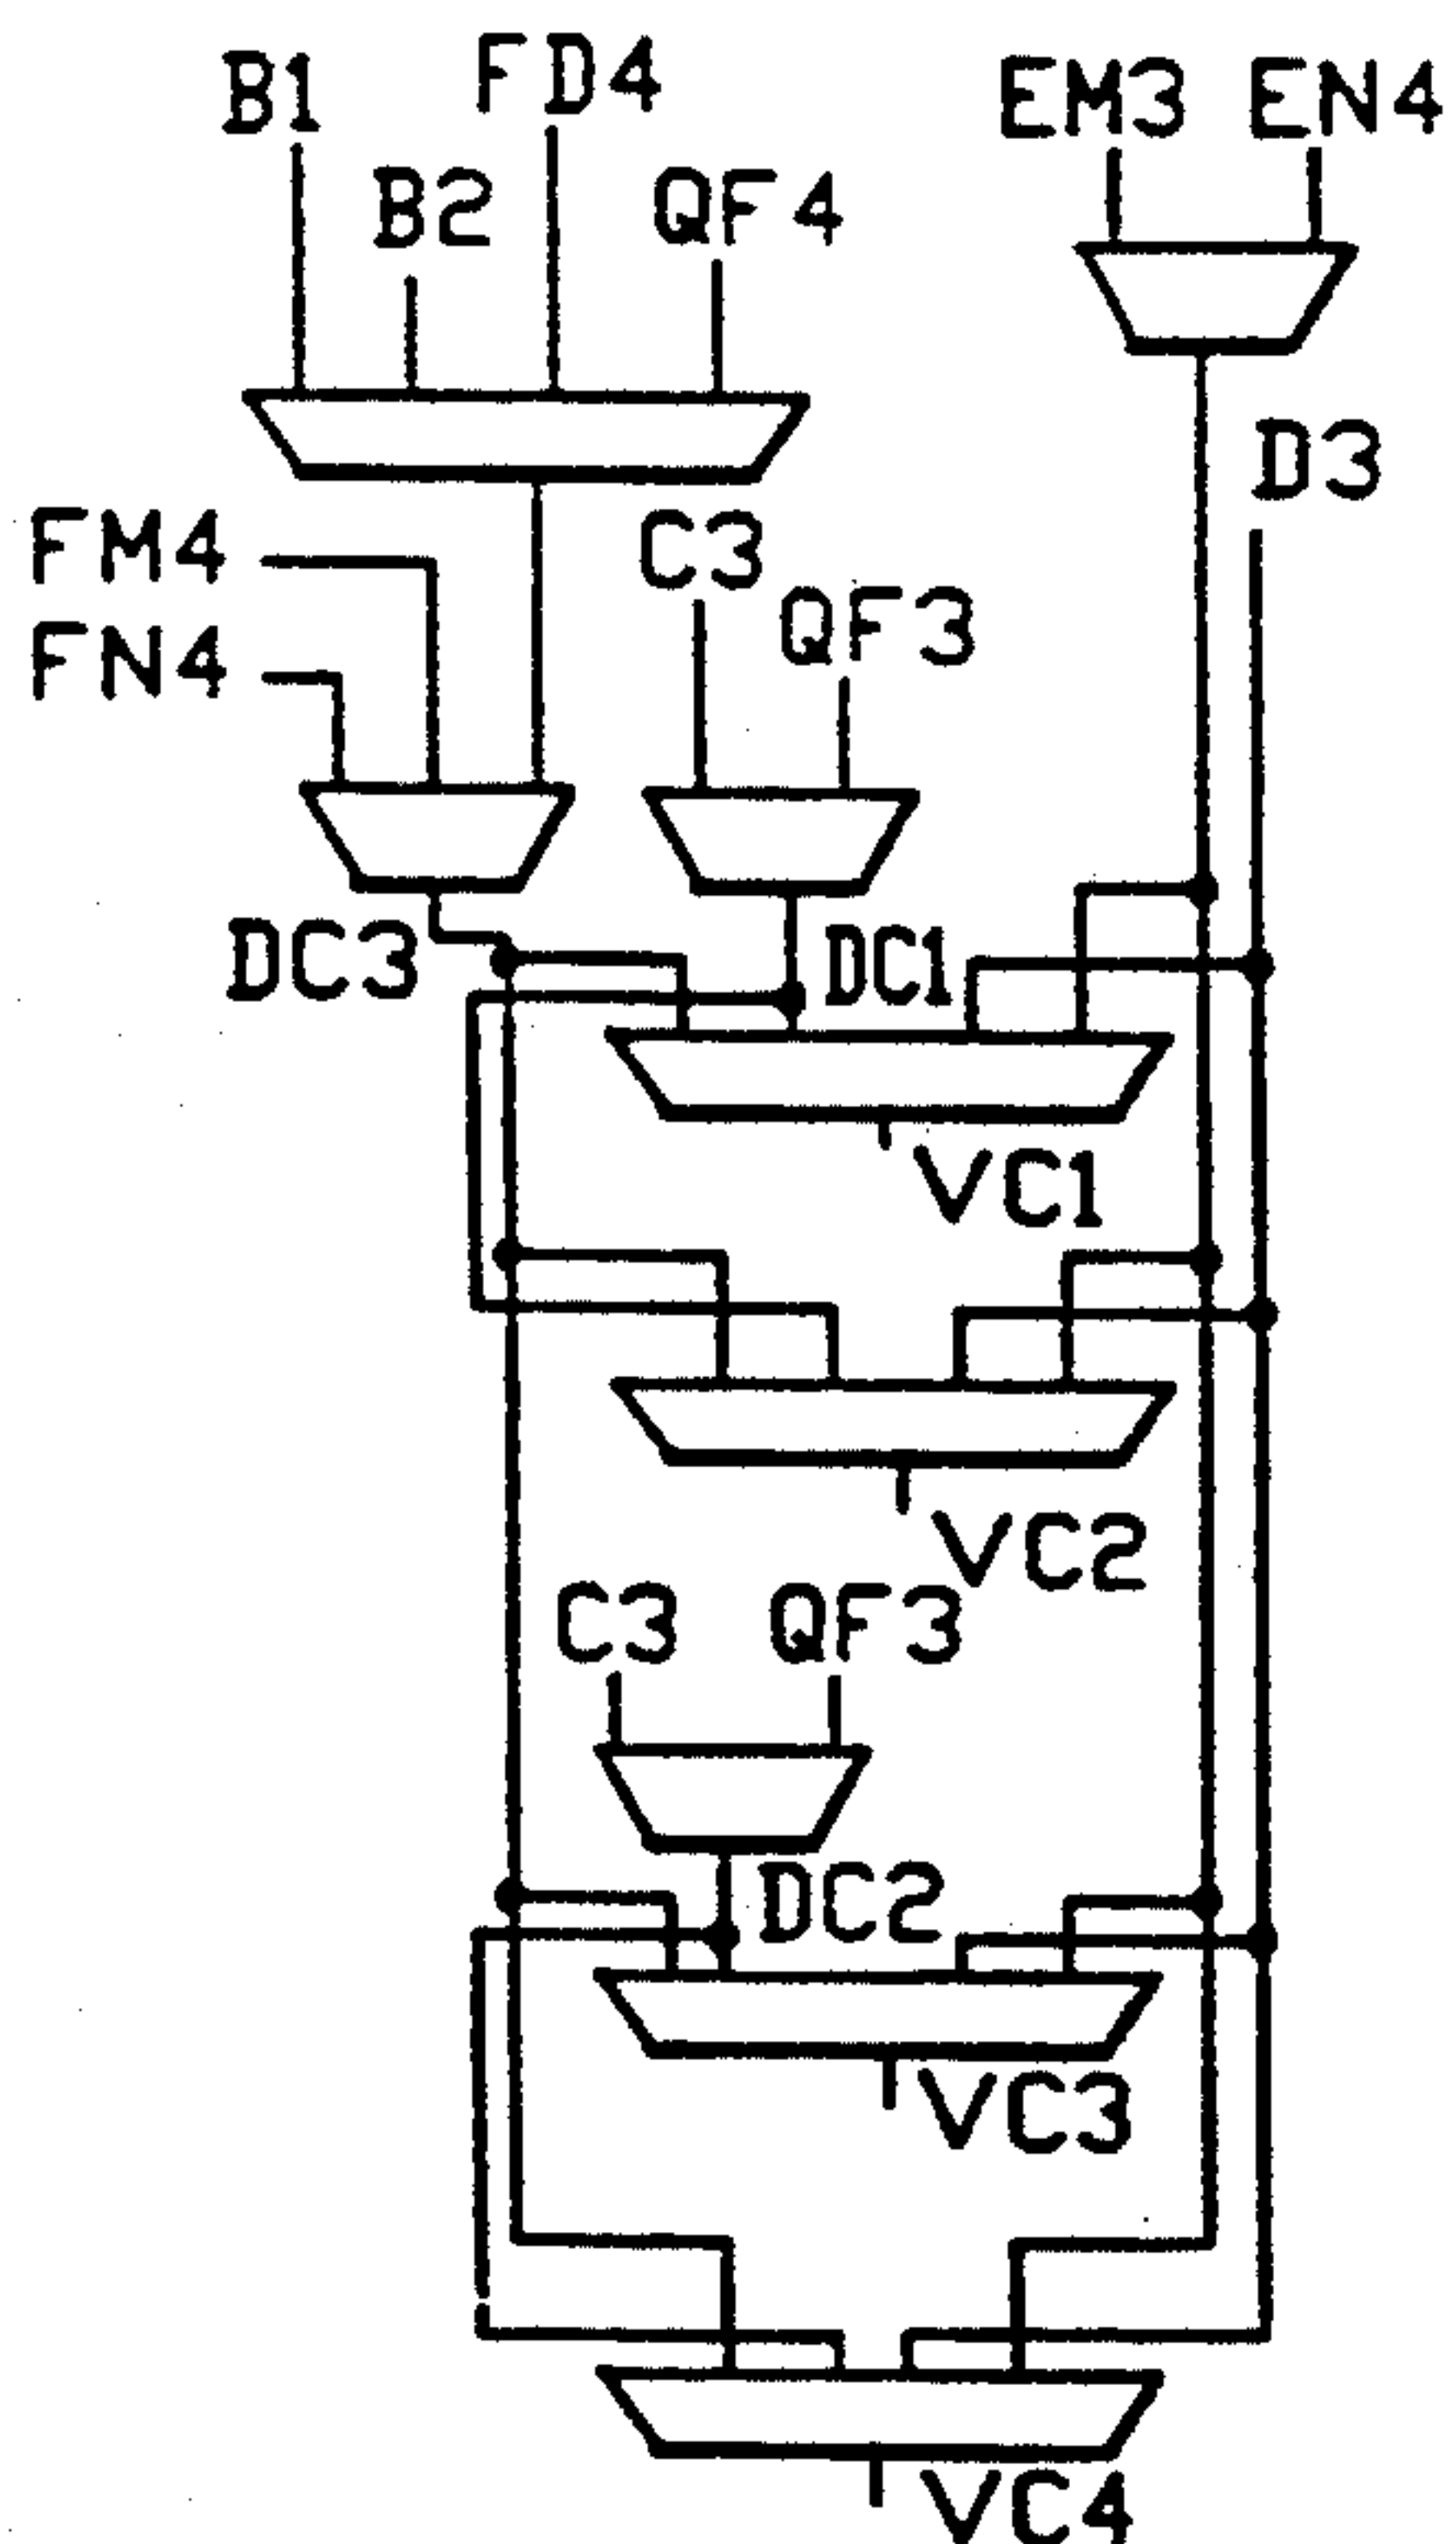 B1
FD4
EM3
EN4
B2
QF4
D3
FM4
C3
QF3
FN4
DC3
DC1
VC1
VC2
C3
QF3
DC2
VC3
VC4